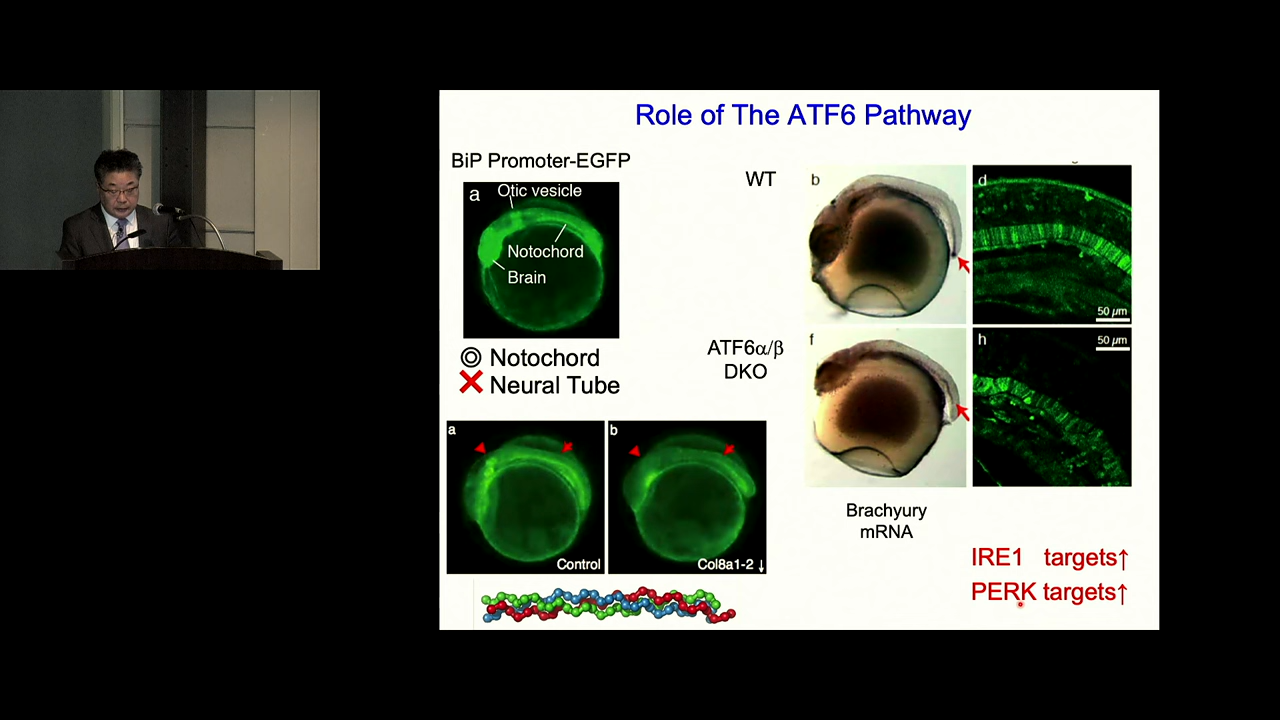 Role of The ATF6 Pathway
BiP Promoter-EGFP
a
Otic vesicle
Notochord
Brain
◎ Notochord
✕ Neural Tube
a
Control
b
Col8a1-2 ↓
WT
b
d
50 µm
ATF6α/β
DKO
f
h
50 µm
Brachyury
mRNA
IRE1 targets↑
PERK targets↑